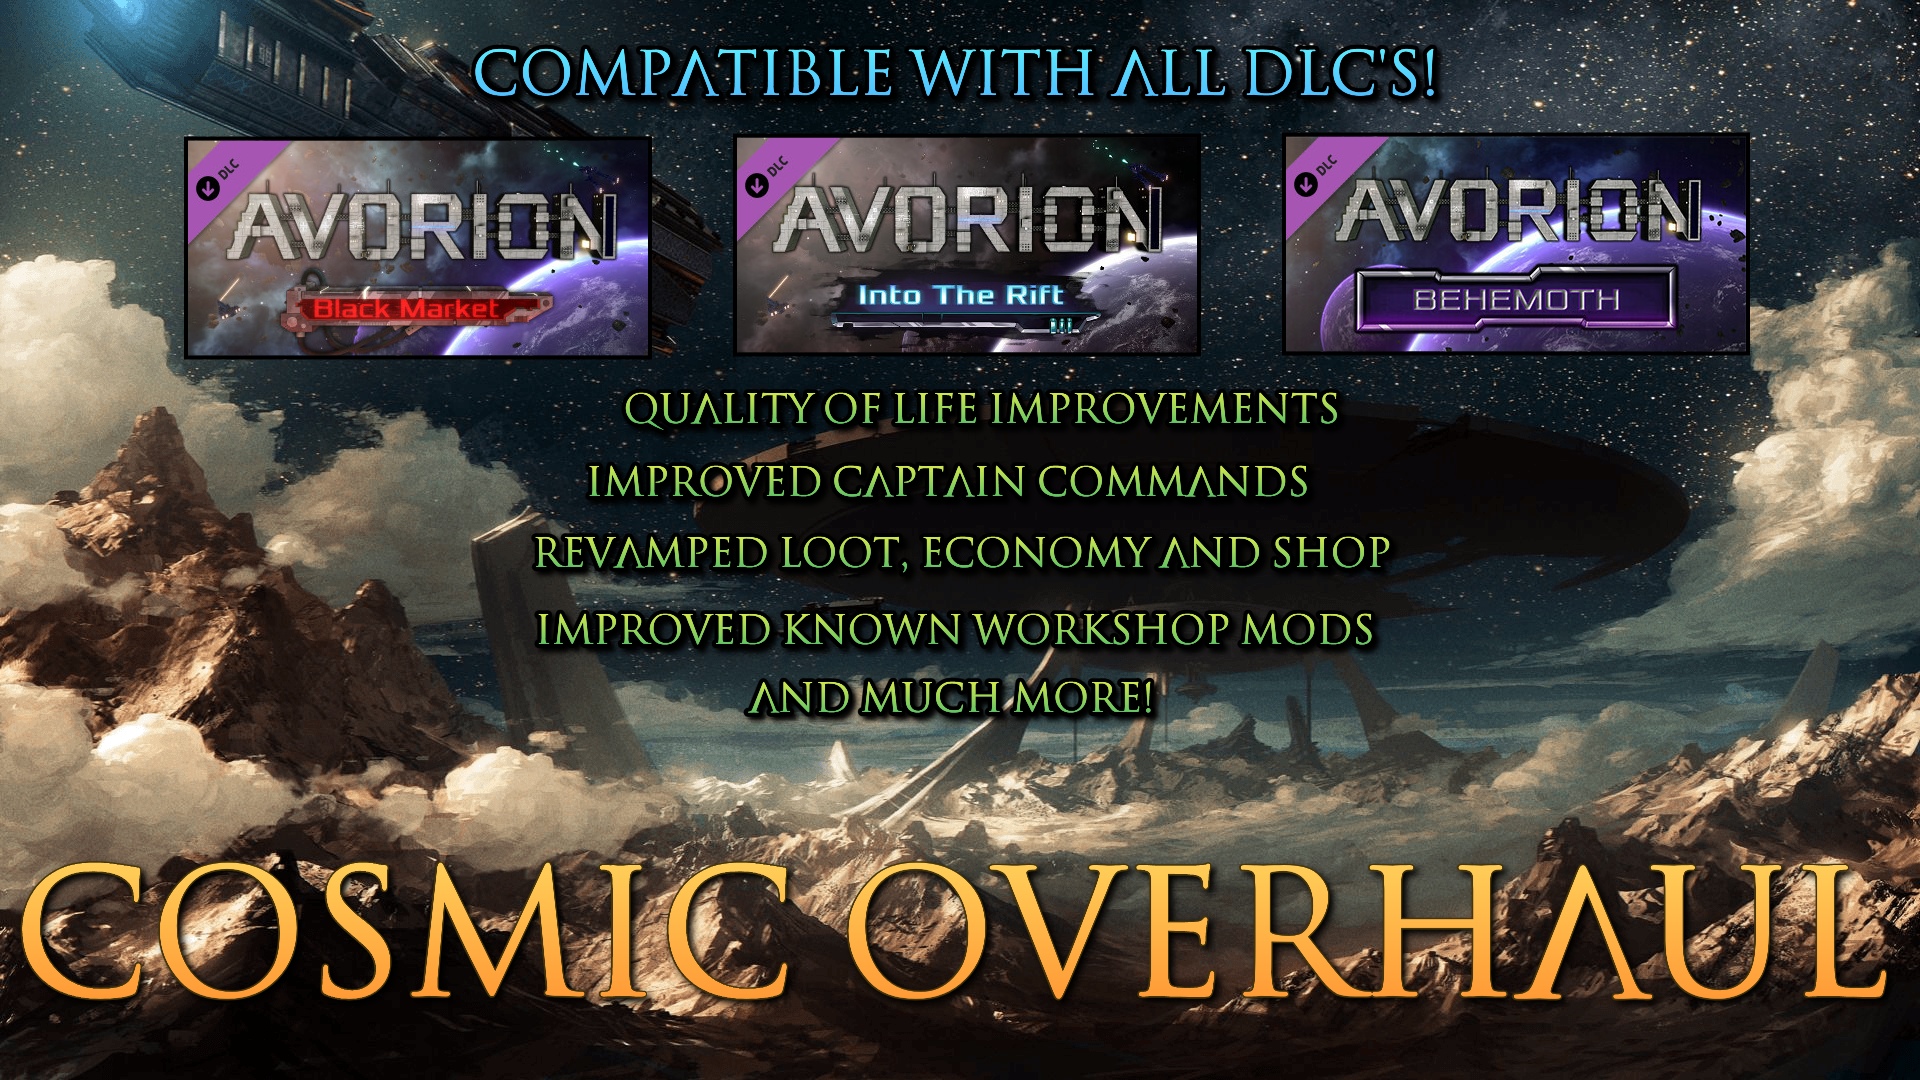 COMPATIBLE WITH ALL DLC'S!
DLC
AVORION
Black Market
DLC
AVORION
Into The Rift
DLC
AVORION
BEHEMOTH
QUALITY OF LIFE IMPROVEMENTS
IMPROVED CAPTAIN COMMANDS
REVAMPED LOOT, ECONOMY AND SHOP
IMPROVED KNOWN WORKSHOP MODS
AND MUCH MORE!
COSMIC OVERHAUL